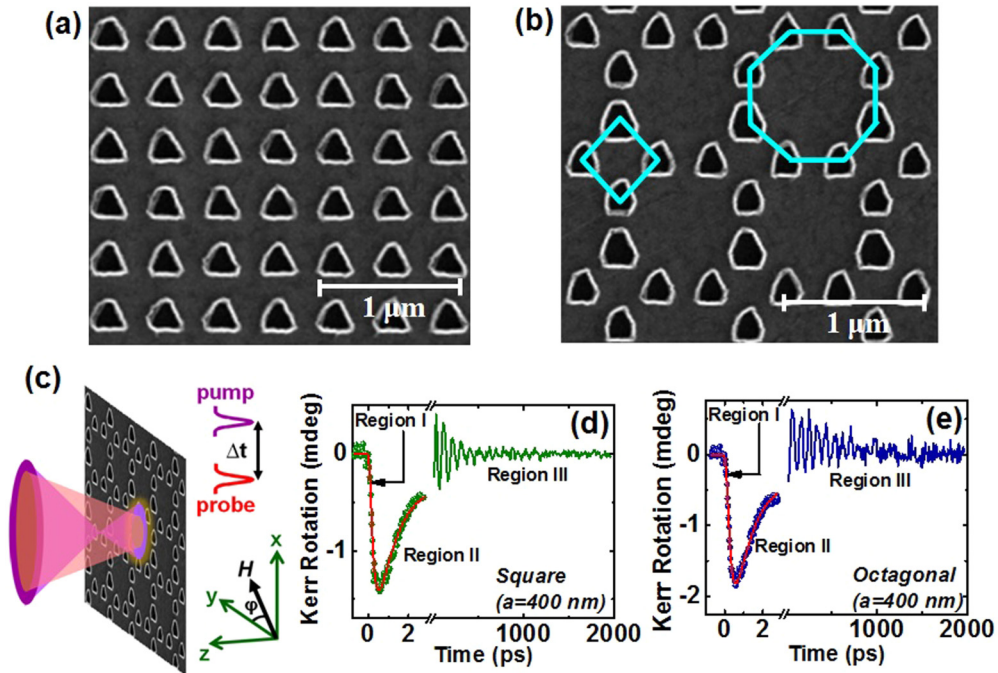 (a)
1 μm
(b)
1 μm
(c)
pump
Δt
probe
x
H
y
φ
z
(d)
Kerr Rotation (mdeg)
0
-1
Region I
Region III
Region II
Square
(a=400 nm)
0 2 1000 2000
Time (ps)
(e)
Kerr Rotation (mdeg)
0
-1
-2
Region I
Region III
Region II
Octagonal
(a=400 nm)
0 2 1000 2000
Time (ps)